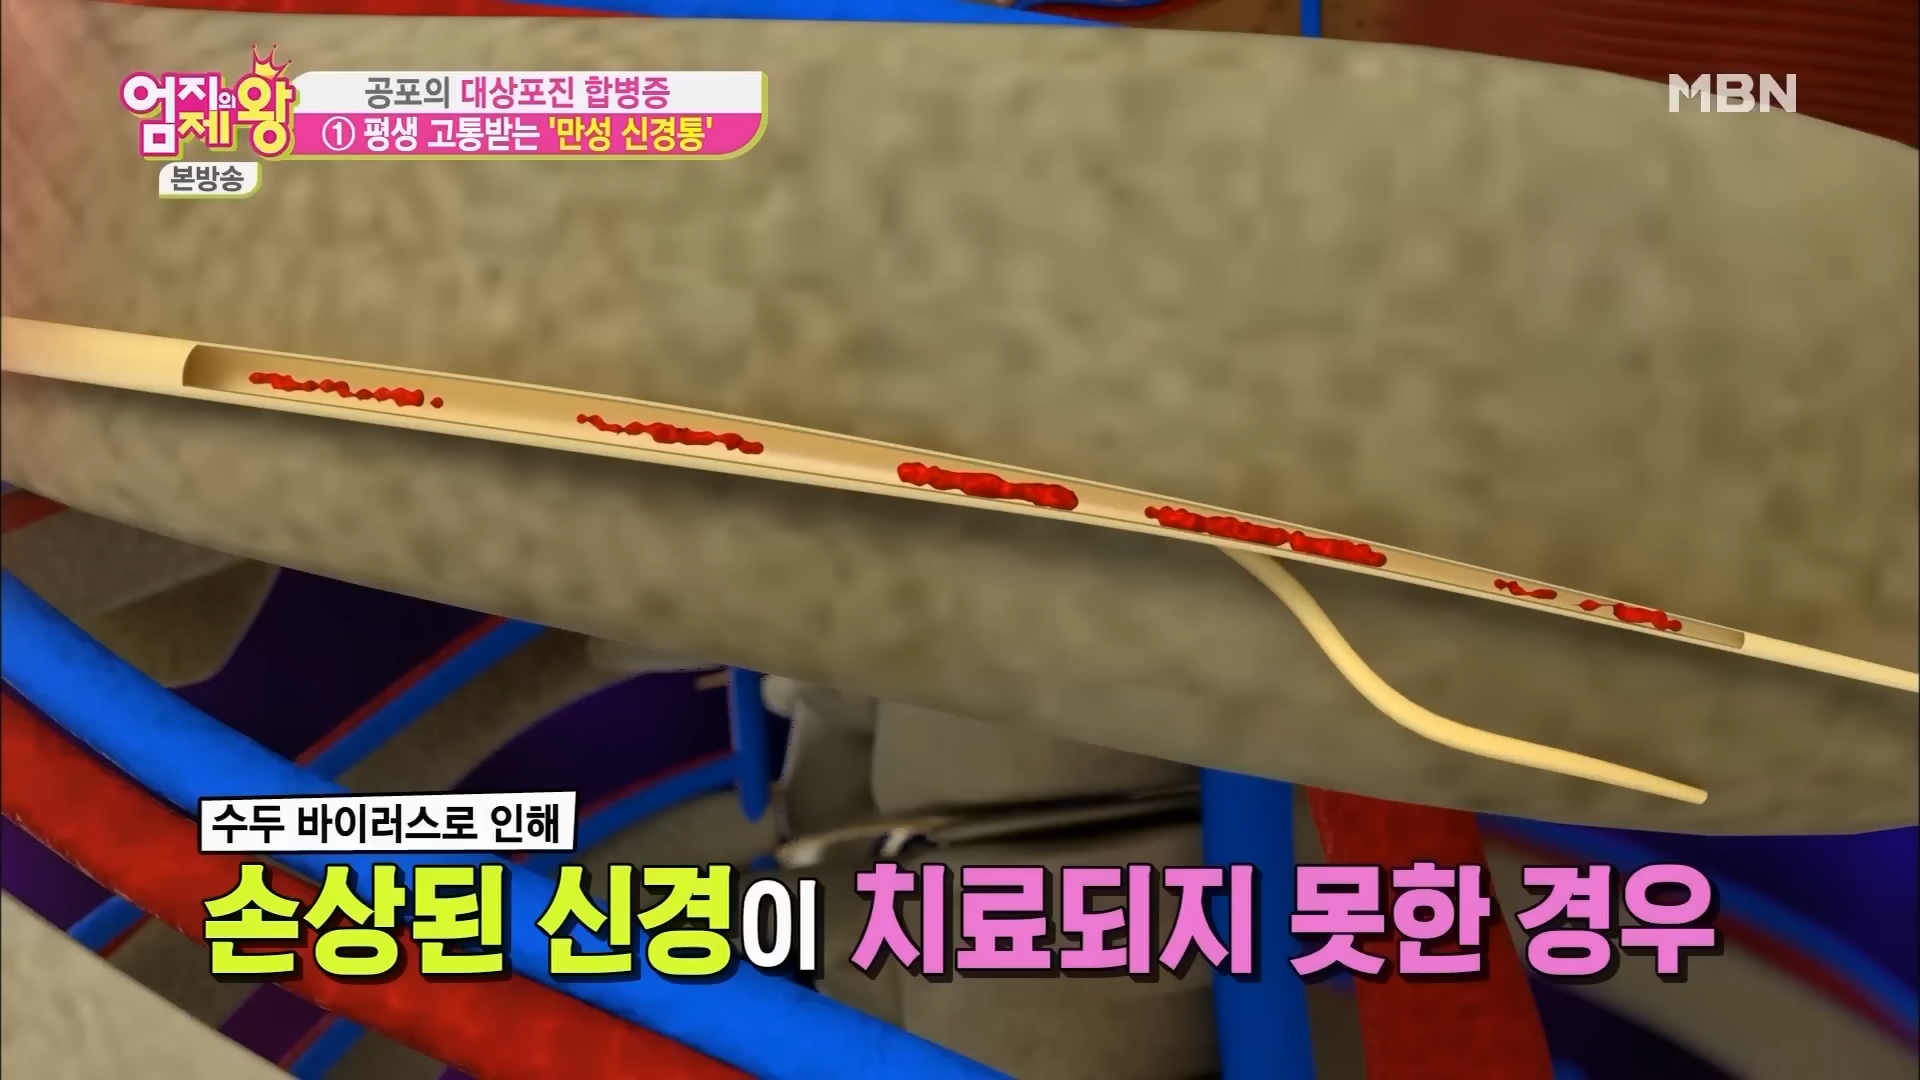 엄지의 제왕
본방송
공포의 대상포진 합병증
① 평생 고통받는 '만성 신경통'
MBN
수두 바이러스로 인해
손상된 신경이 치료되지 못한 경우